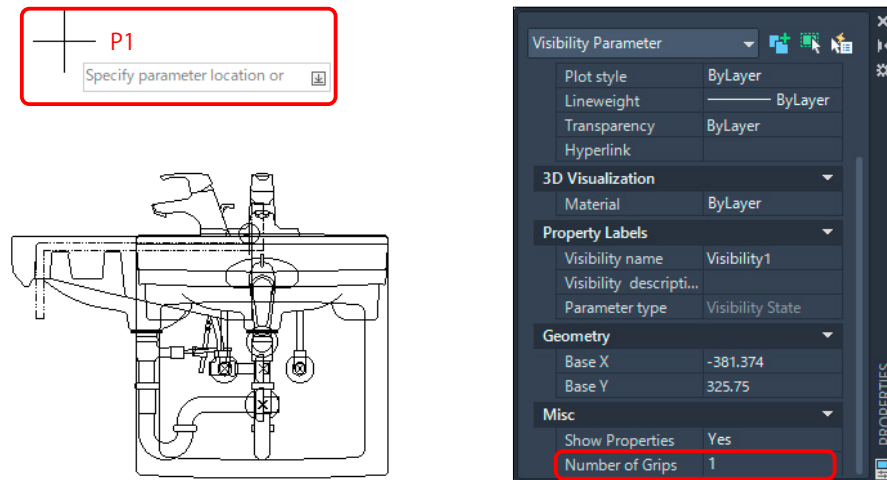 P1
Specify parameter location or
Visibility Parameter
Plot style ByLayer
Lineweight ByLayer
Transparency ByLayer
Hyperlink
3D Visualization
Material ByLayer
Property Labels
Visibility name Visibility1
Visibility descripti...
Parameter type Visibility State
Geometry
Base X -381.374
Base Y 325.75
Misc
Show Properties Yes
Number of Grips 1
PROPERTIES